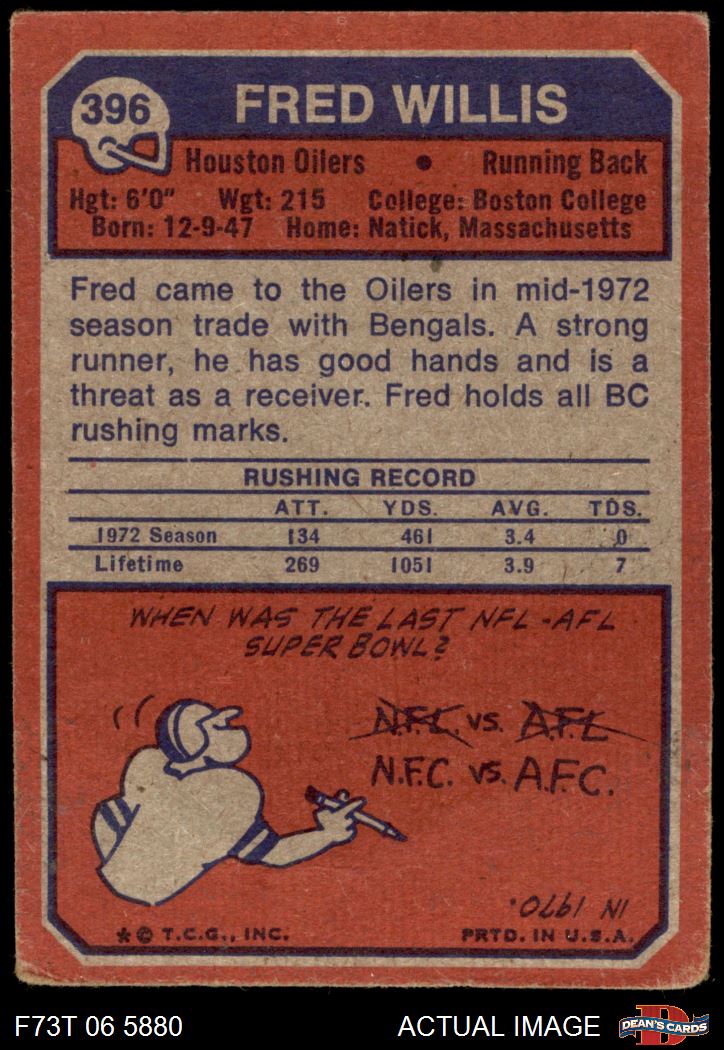 396
FRED WILLIS
Houston Oilers • Running Back
Hgt: 6'0" Wgt: 215 College: Boston College
Born: 12-9-47 Home: Natick, Massachusetts
Fred came to the Oilers in mid-1972
season trade with Bengals. A strong
runner, he has good hands and is a
threat as a receiver. Fred holds all BC
rushing marks.
RUSHING RECORD
ATT. YDS. AVG. TDS.
1972 Season 134 461 3.4 0
Lifetime 269 1051 3.9 7
WHEN WAS THE LAST NFL-AFL
SUPER BOWL?
N.F.L. VS. A.F.L.
N.F.C. VS. A.F.C.
IN 1970.
* © T.C.G., INC. PRTD. IN U.S.A.
F73T 06 5880 ACTUAL IMAGE
D
DEAN'S CARDS